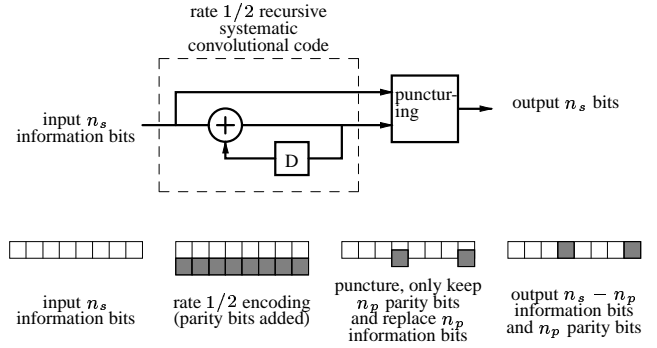 rate 1/2 recursive
systematic
convolutional code
input n_s
information bits
+
D
punctur-
ing
output n_s bits
input n_s
information bits
rate 1/2 encoding
(parity bits added)
puncture, only keep
n_p parity bits
and replace n_p
information bits
output n_s − n_p
information bits
and n_p parity bits